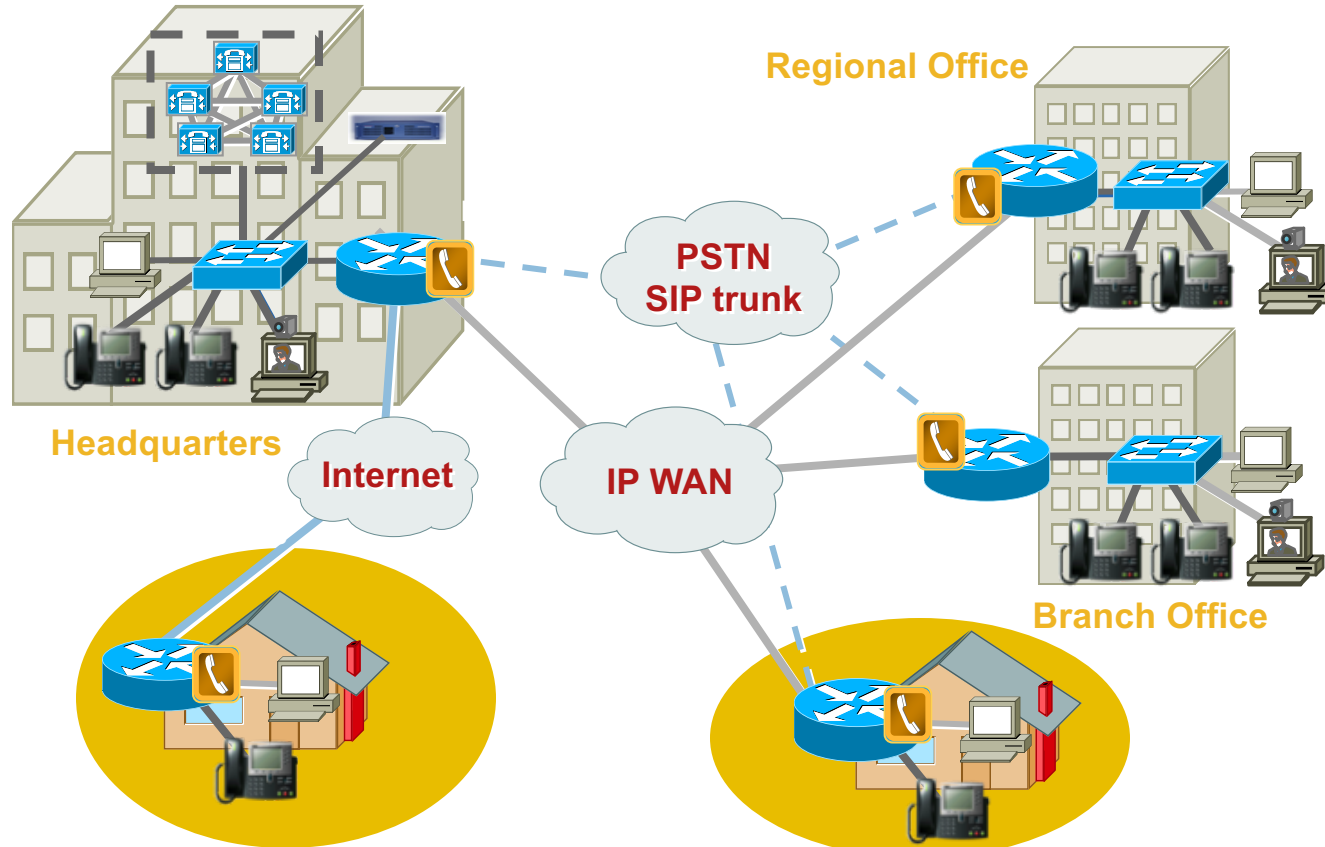 Regional Office
PSTN
SIP trunk
Headquarters
Internet
IP WAN
Branch Office